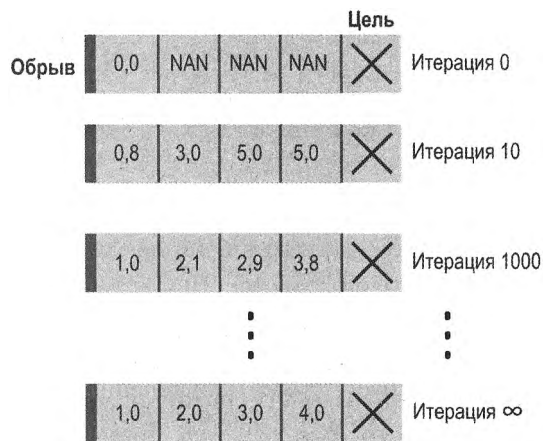 Цель
Обрыв 0,0 NAN NAN NAN Итерация 0
0,8 3,0 5,0 5,0 Итерация 10
1,0 2,1 2,9 3,8 Итерация 1000
1,0 2,0 3,0 4,0 Итерация ∞